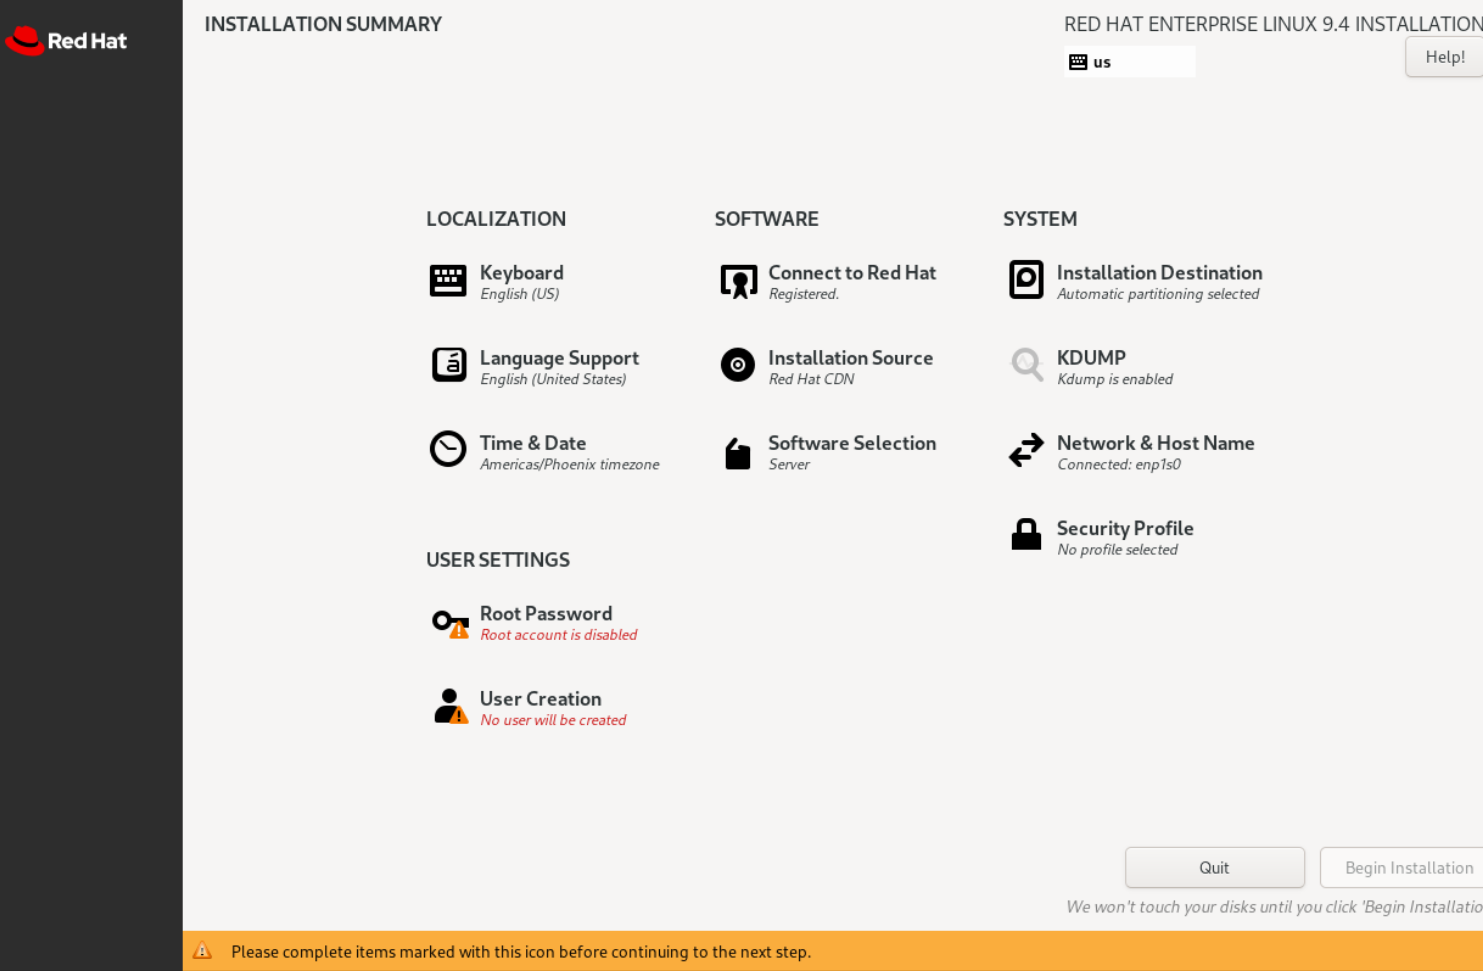 Red Hat
INSTALLATION SUMMARY
RED HAT ENTERPRISE LINUX 9.4 INSTALLATION
us
Help!
LOCALIZATION
Keyboard
English (US)
Language Support
English (United States)
Time & Date
Americas/Phoenix timezone
SOFTWARE
Connect to Red Hat
Registered.
Installation Source
Red Hat CDN
Software Selection
Server
SYSTEM
Installation Destination
Automatic partitioning selected
KDUMP
Kdump is enabled
Network & Host Name
Connected: enp1s0
Security Profile
No profile selected
USER SETTINGS
Root Password
Root account is disabled
User Creation
No user will be created
Quit
Begin Installation
We won't touch your disks until you click 'Begin Installatio
Please complete items marked with this icon before continuing to the next step.